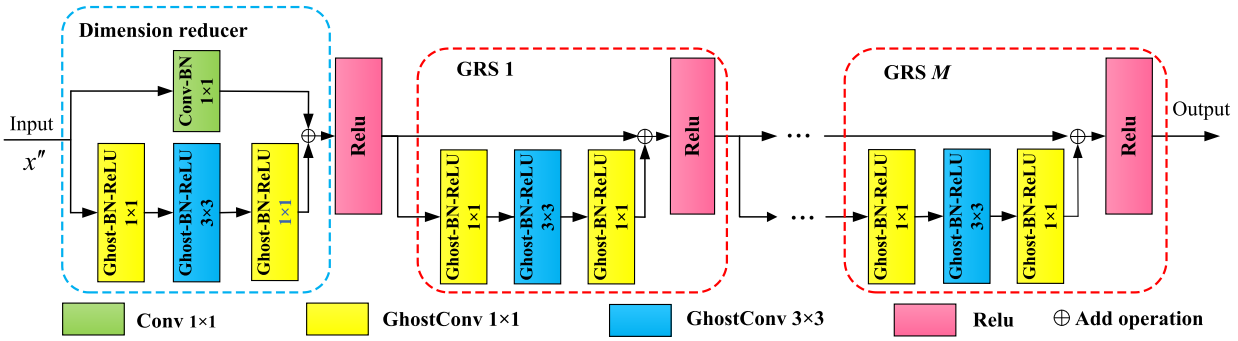 Dimension reducer
Conv-BN
1×1
Input
x″
Ghost-BN-ReLU
1×1
Ghost-BN-ReLU
3×3
Ghost-BN-ReLU
1×1
Relu
GRS 1
Ghost-BN-ReLU
1×1
Ghost-BN-ReLU
3×3
Ghost-BN-ReLU
1×1
Relu
...
...
GRS M
Ghost-BN-ReLU
1×1
Ghost-BN-ReLU
3×3
Ghost-BN-ReLU
1×1
Relu
Output
Conv 1×1
GhostConv 1×1
GhostConv 3×3
Relu
⊕ Add operation